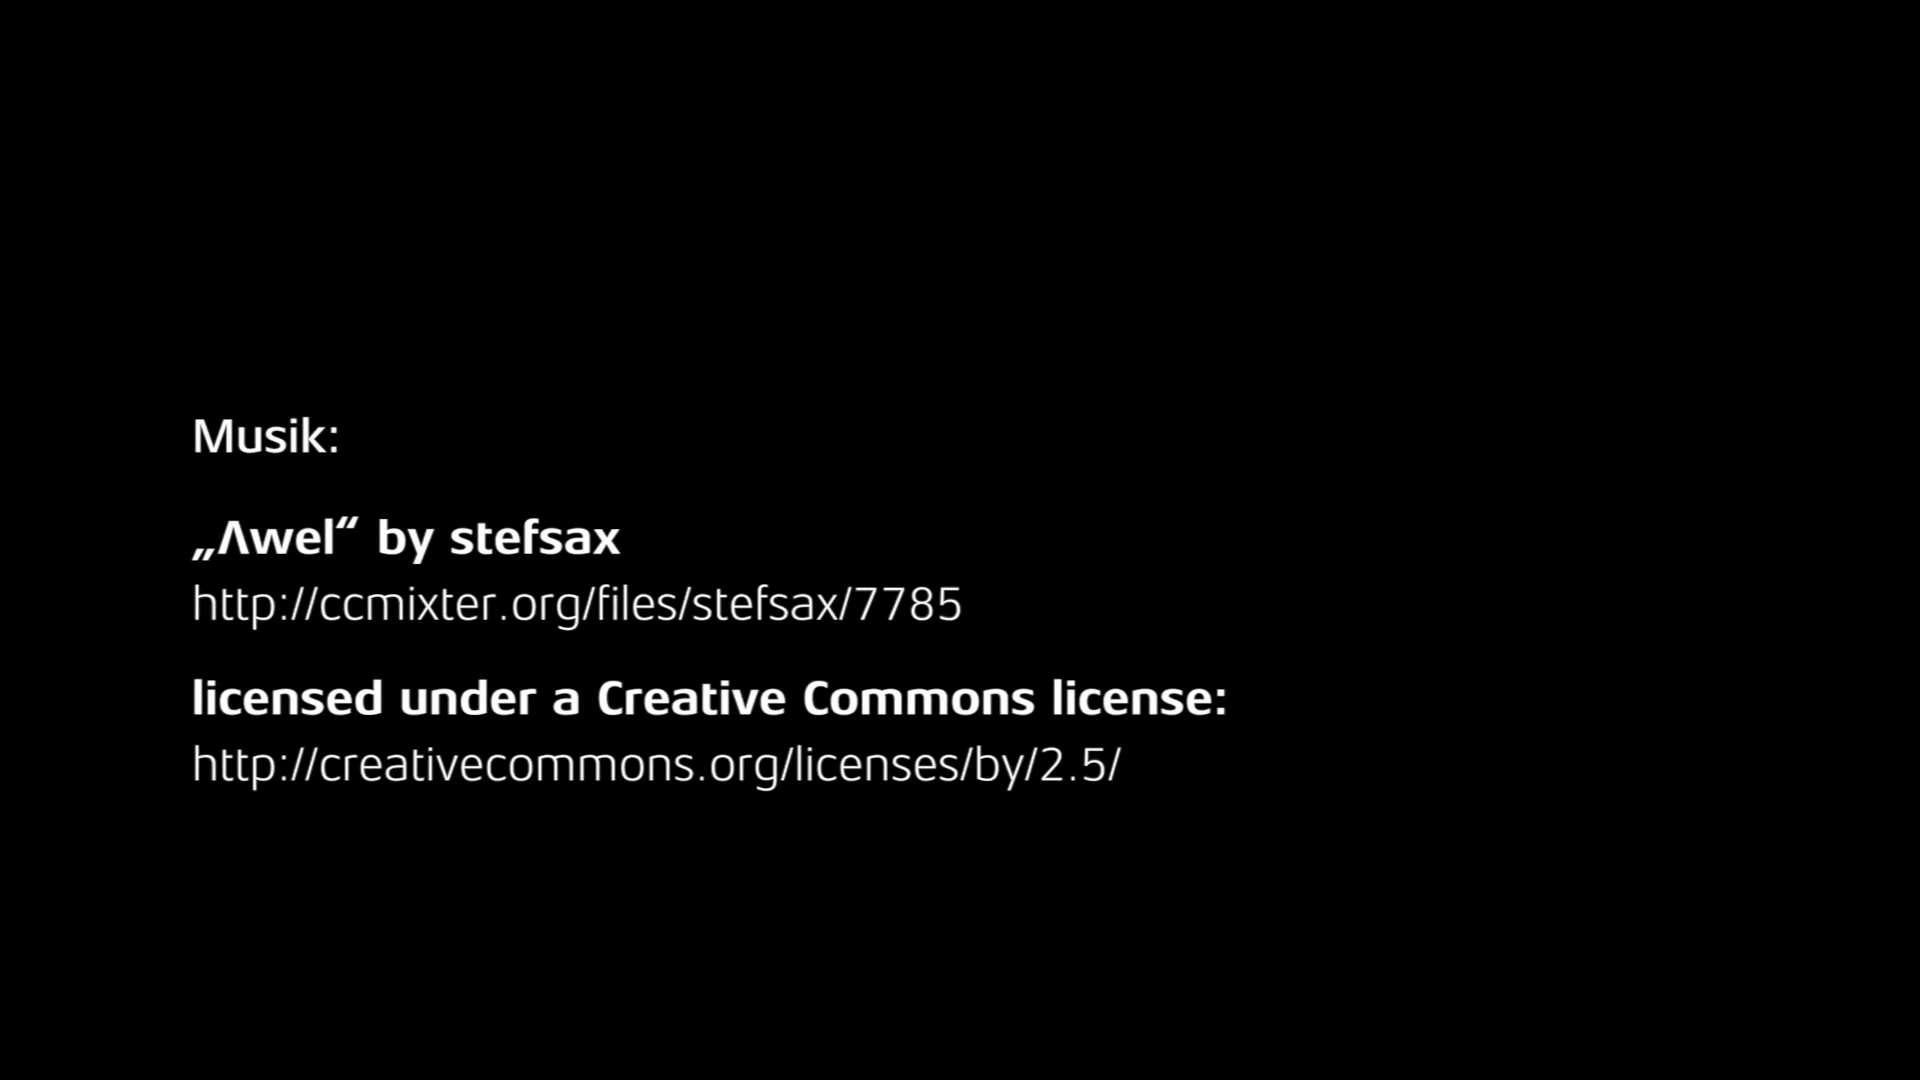 Musik:
„Awel“ by stefsax
http://ccmixter.org/files/stefsax/7785
licensed under a Creative Commons license:
http://creativecommons.org/licenses/by/2.5/